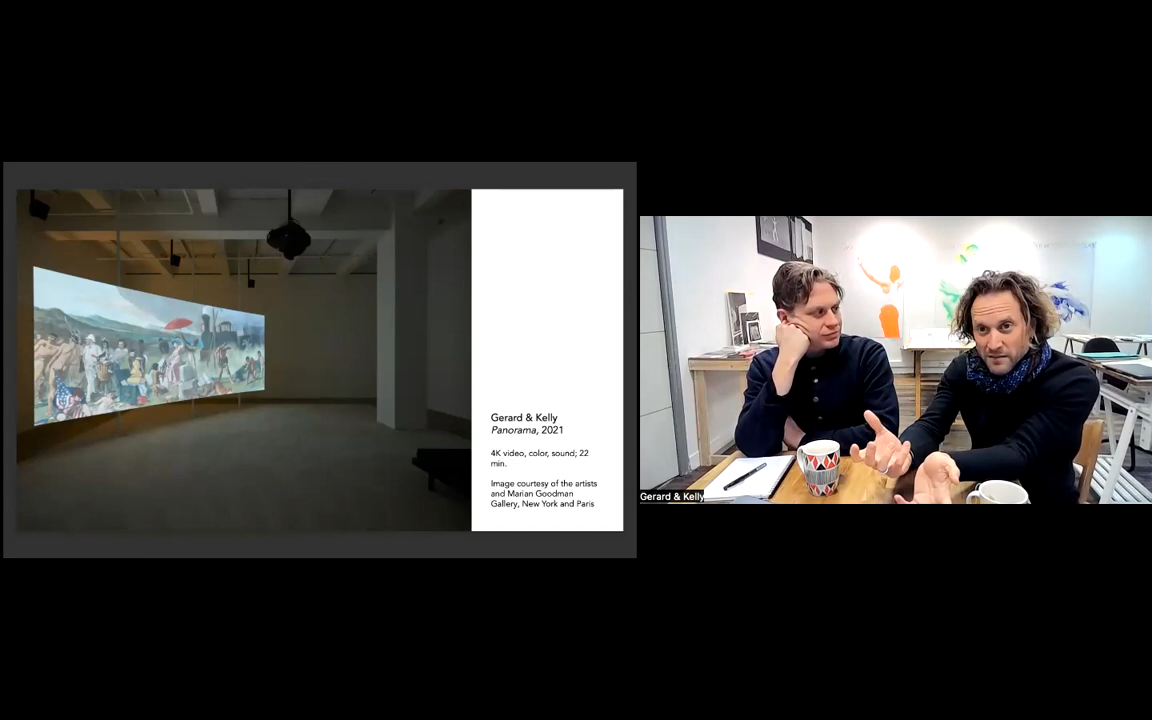 Gerard & Kelly
Panorama, 2021
4K video, color, sound; 22
min.
Image courtesy of the artists
and Marian Goodman
Gallery, New York and Paris
Gerard & Kelly